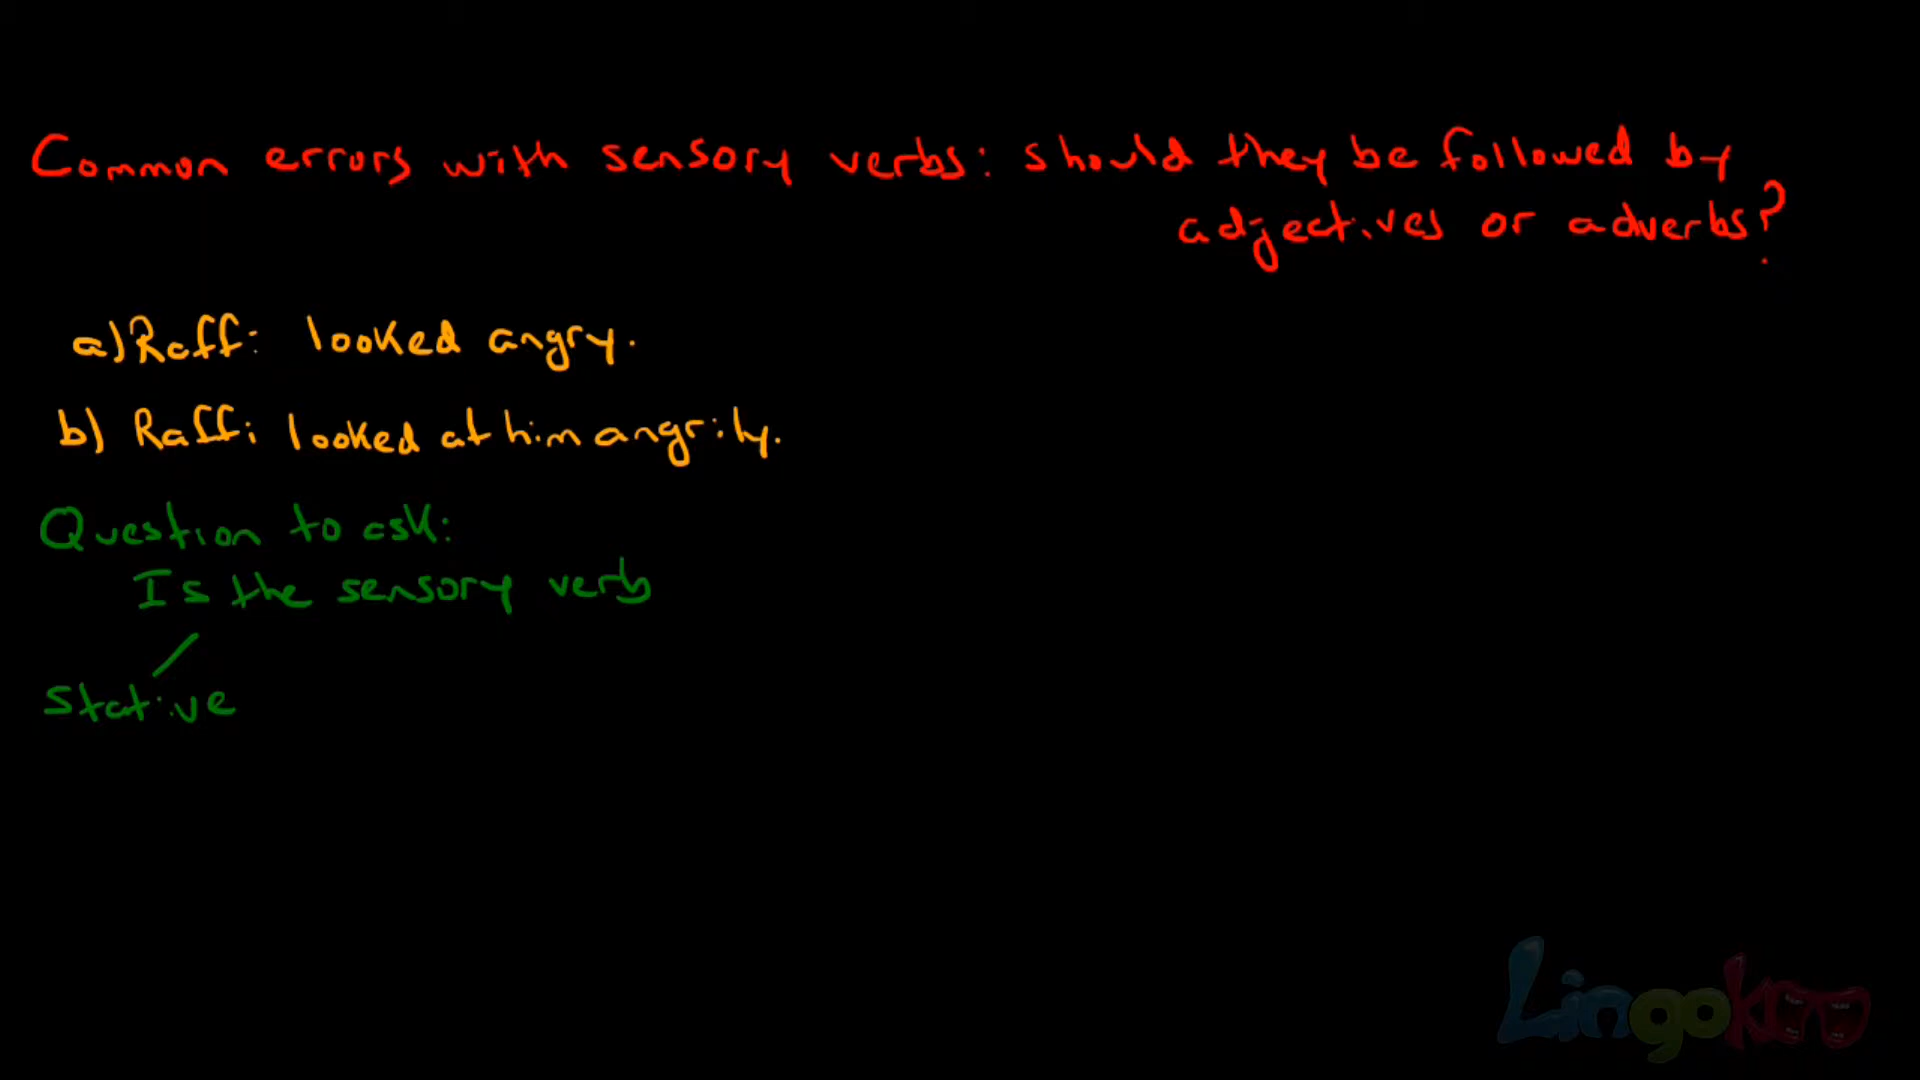 Common errors with sensory verbs: should they be followed by
adjectives or adverbs?
a) Raffi looked angry.
b) Raffi looked at him angrily.
Question to ask:
Is the sensory verb
Stative
Lingokoo